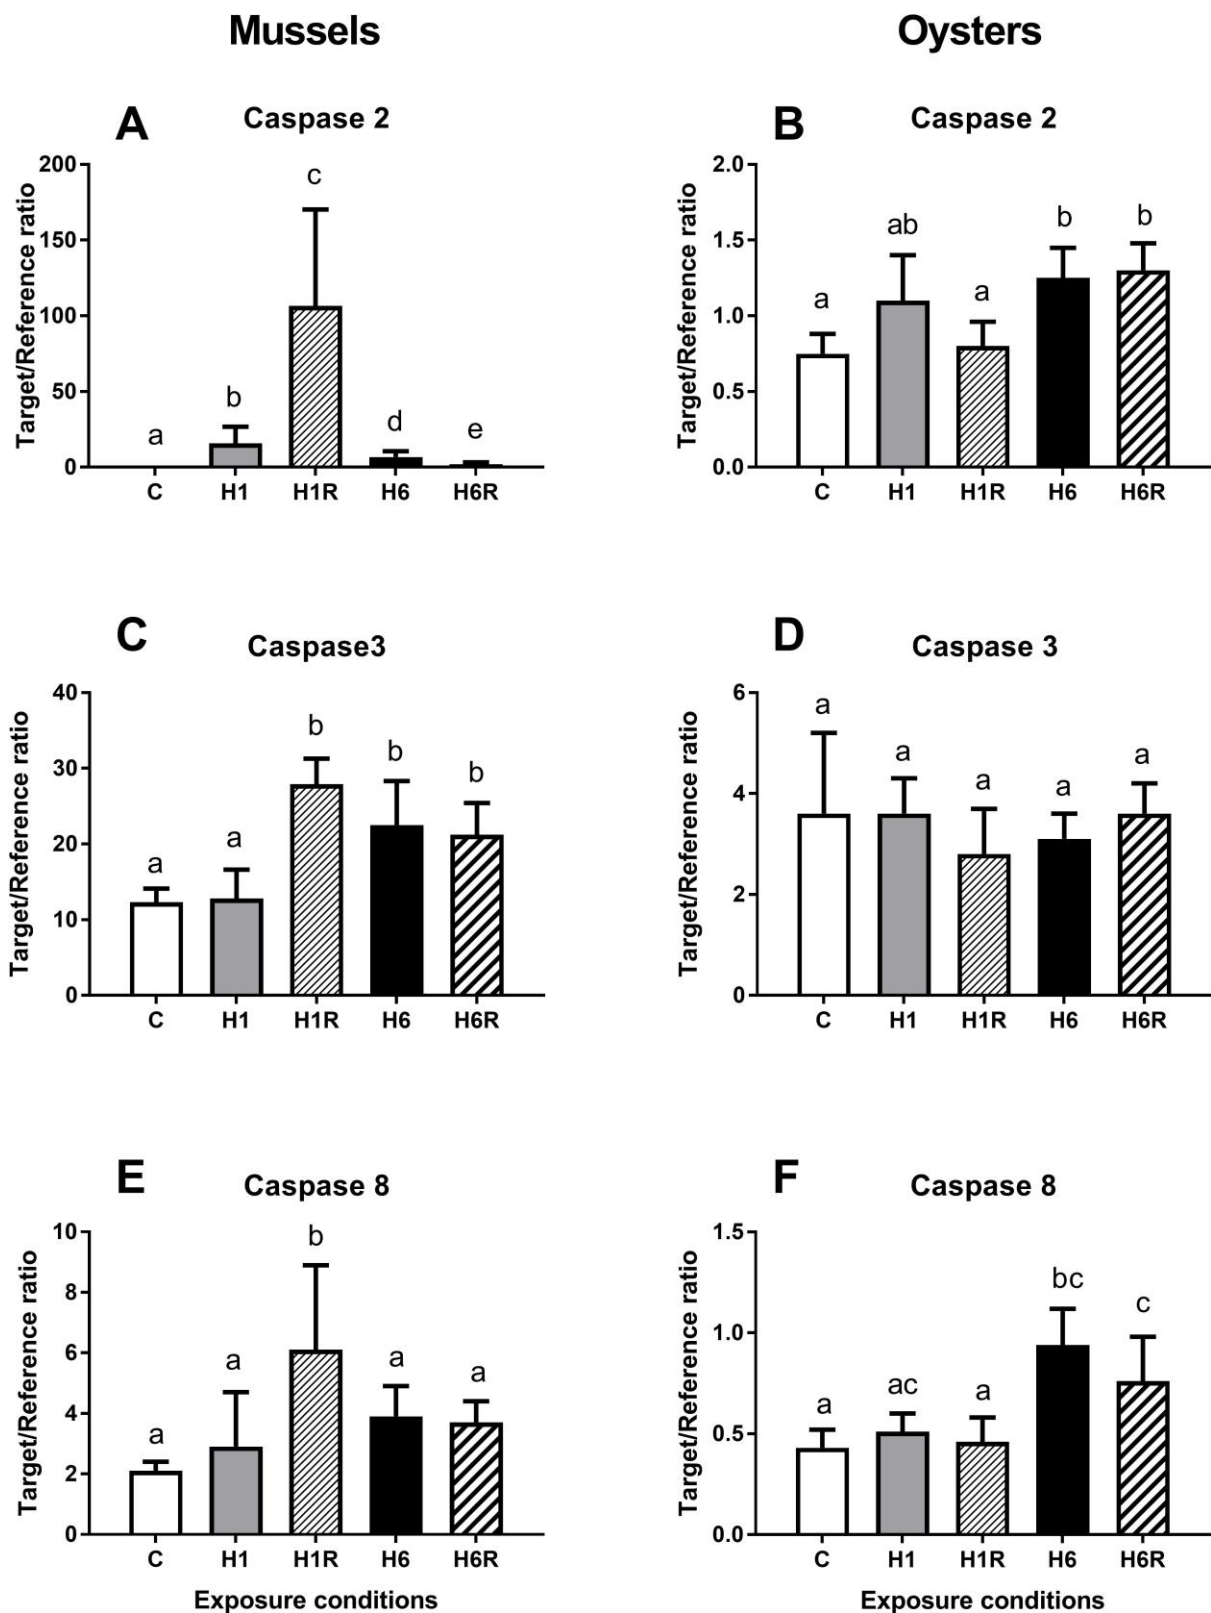 Mussels
Oysters
A
Caspase 2
Target/Reference ratio
200
150
100
50
0
a
b
c
d
e
C
H1
H1R
H6
H6R
B
Caspase 2
Target/Reference ratio
2.0
1.5
1.0
0.5
0.0
a
ab
a
b
b
C
H1
H1R
H6
H6R
C
Caspase3
Target/Reference ratio
40
30
20
10
0
a
a
b
b
b
C
H1
H1R
H6
H6R
D
Caspase 3
Target/Reference ratio
6
4
2
0
a
a
a
a
a
C
H1
H1R
H6
H6R
E
Caspase 8
Target/Reference ratio
10
8
6
4
2
0
a
a
b
a
a
C
H1
H1R
H6
H6R
Exposure conditions
F
Caspase 8
Target/Reference ratio
1.5
1.0
0.5
0.0
a
ac
a
bc
c
C
H1
H1R
H6
H6R
Exposure conditions